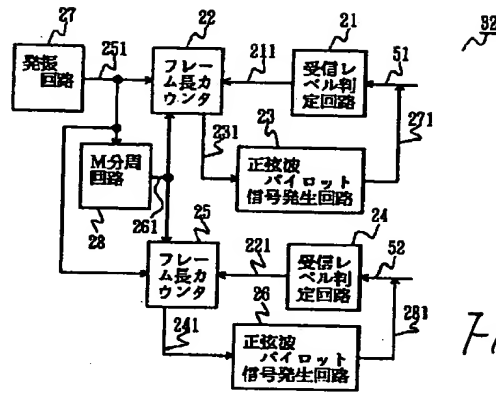 27
22
21
32
発振
回路
251
フレー
ム長カ
ウンタ
211
受信レ
ベル判
定回路
51
231
23
271
M分周
回路
正弦波
パイロット
信号発生回路
28
261
25
24
フレー
ム長カ
ウンタ
221
受信レ
ベル判
定回路
52
241
26
281
正弦波
パイロット
信号発生回路